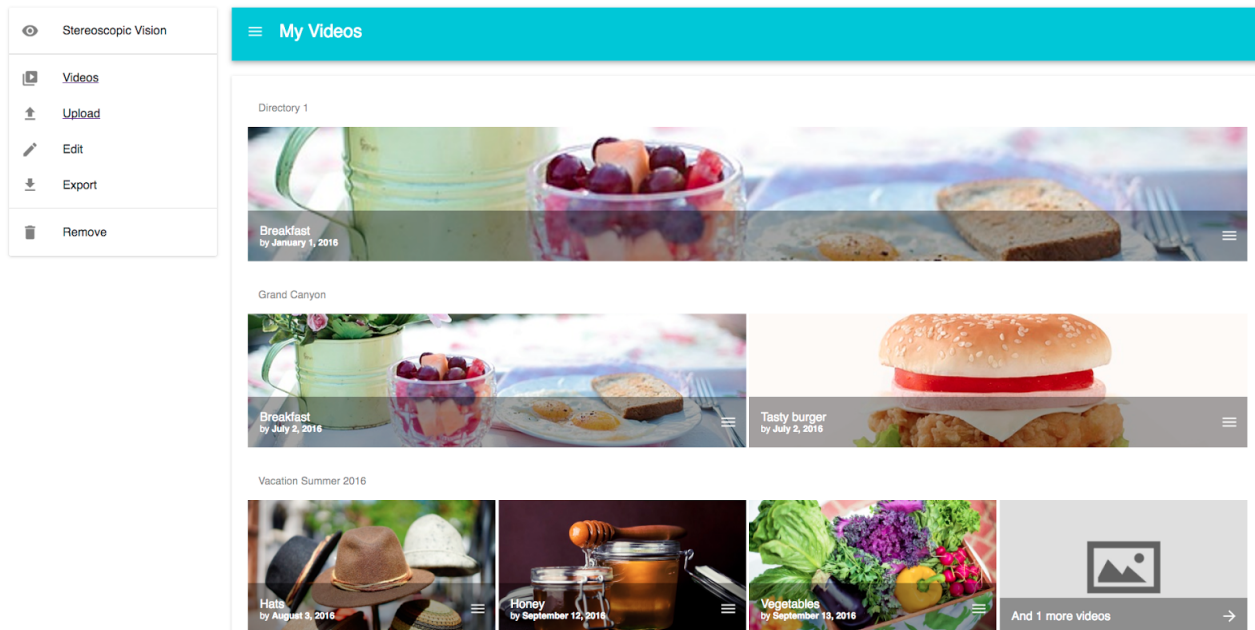 Stereoscopic Vision
Videos
Upload
Edit
Export
Remove
My Videos
Directory 1
Breakfast
by January 1, 2016
Grand Canyon
Breakfast
by July 2, 2016
Tasty burger
by July 2, 2016
Vacation Summer 2016
Hats
by August 3, 2016
Honey
by September 12, 2016
Vegetables
by September 13, 2016
And 1 more videos